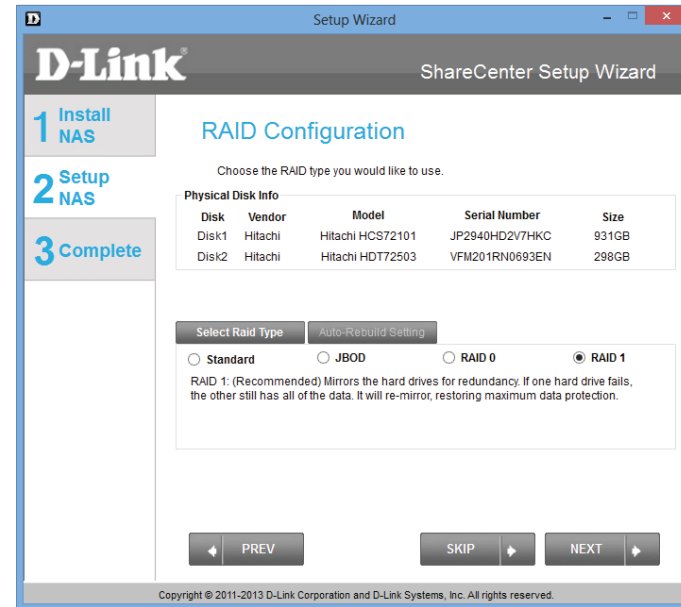 Setup Wizard
D-Link®
ShareCenter Setup Wizard
1 Install NAS
2 Setup NAS
3 Complete
RAID Configuration
Choose the RAID type you would like to use.
Physical Disk Info
Disk Vendor Model Serial Number Size
Disk1 Hitachi Hitachi HCS72101 JP2940HD2V7HKC 931GB
Disk2 Hitachi Hitachi HDT72503 VFM201RN0693EN 298GB
Select Raid Type Auto-Rebuild Setting
Standard JBOD RAID 0 RAID 1
RAID 1: (Recommended) Mirrors the hard drives for redundancy. If one hard drive fails,
the other still has all of the data. It will re-mirror, restoring maximum data protection.
PREV SKIP NEXT
Copyright © 2011-2013 D-Link Corporation and D-Link Systems, Inc. All rights reserved.